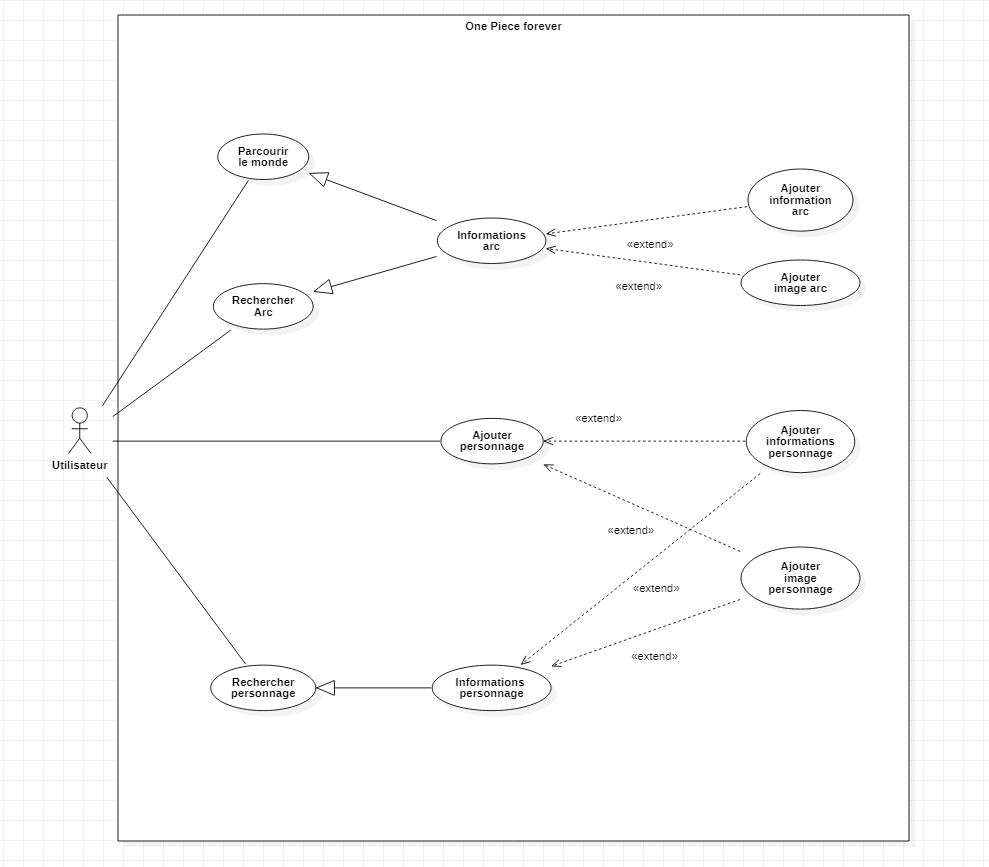 One Piece forever
Parcourir
le monde
Ajouter
information
arc
Informations
arc
«extend»
Ajouter
image arc
«extend»
Rechercher
Arc
«extend»
Ajouter
personnage
Ajouter
informations
personnage
Utilisateur
«extend»
Ajouter
image
personnage
«extend»
«extend»
Rechercher
personnage
Informations
personnage